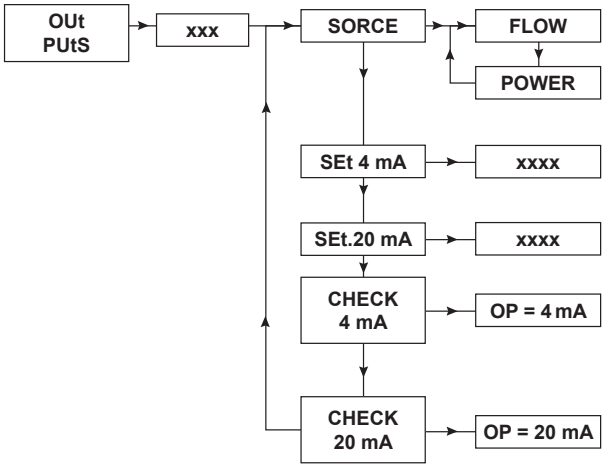 OUt
PUtS
xxx
SORCE
FLOW
POWER
SEt 4 mA
xxxx
SEt.20 mA
xxxx
CHECK
4 mA
OP = 4 mA
CHECK
20 mA
OP = 20 mA